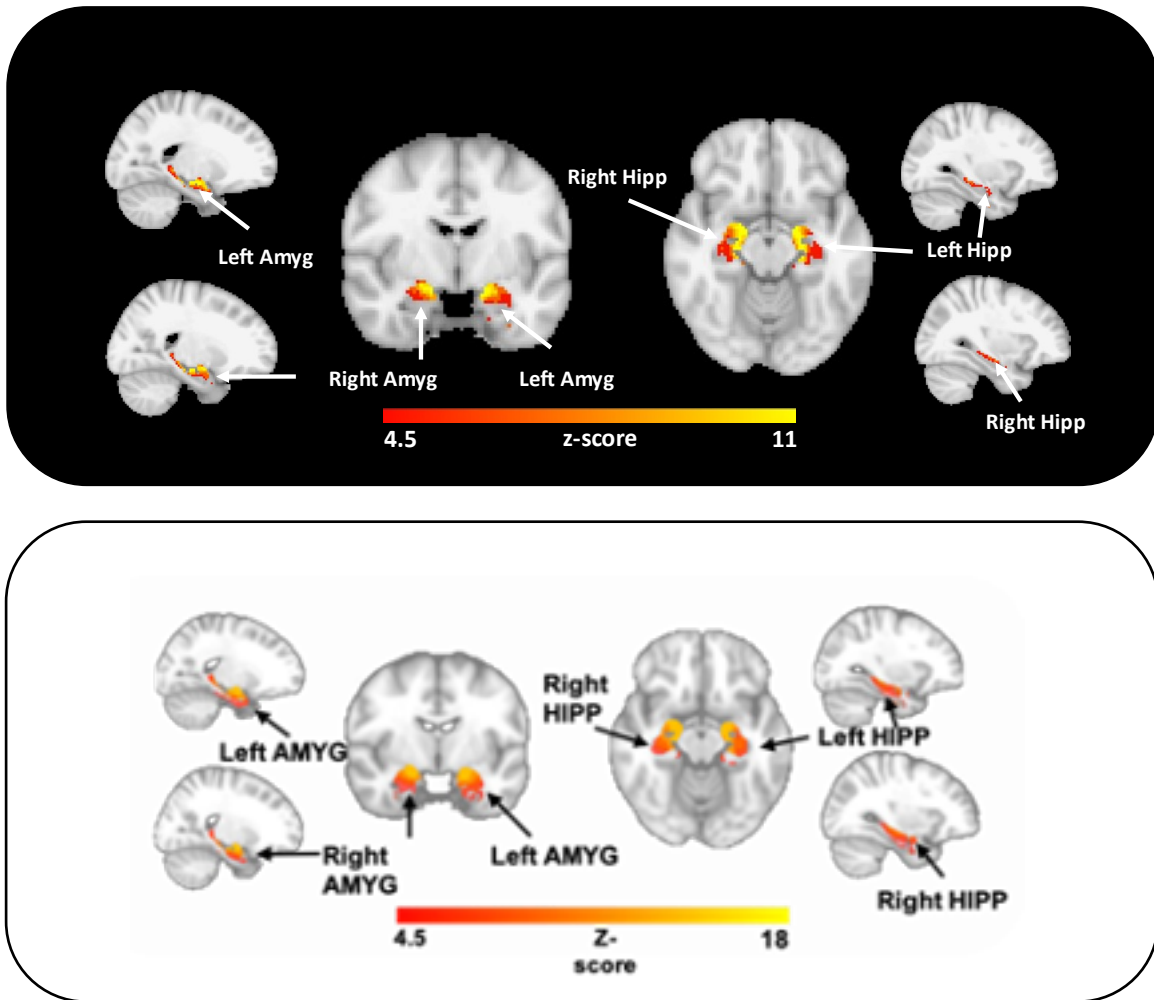 Right Hipp
Left Hipp
Left Amyg
Right Amyg
Left Amyg
Right Hipp
4.5
z-score
11
Right
HIPP
Left HIPP
Left AMYG
Right
AMYG
Left AMYG
Right HIPP
4.5
Z-
score
18